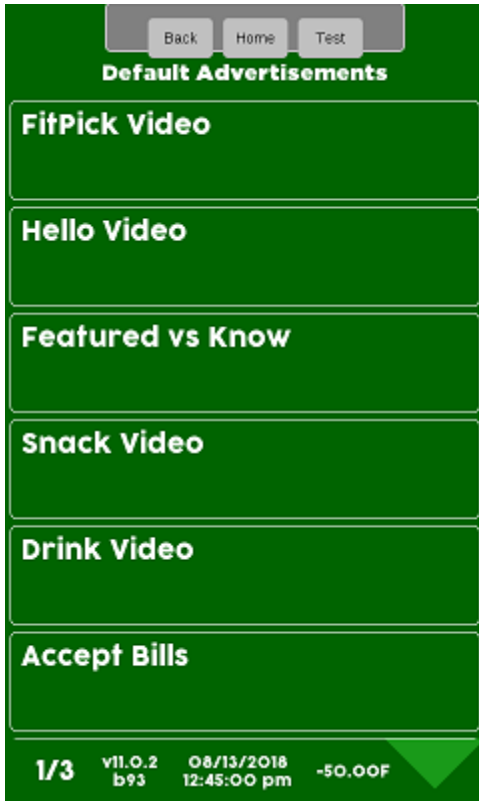 Back Home Test
Default Advertisements
FitPick Video
Hello Video
Featured vs Know
Snack Video
Drink Video
Accept Bills
1/3
v11.0.2
b93
08/13/2018
12:45:00 pm
-50.00F